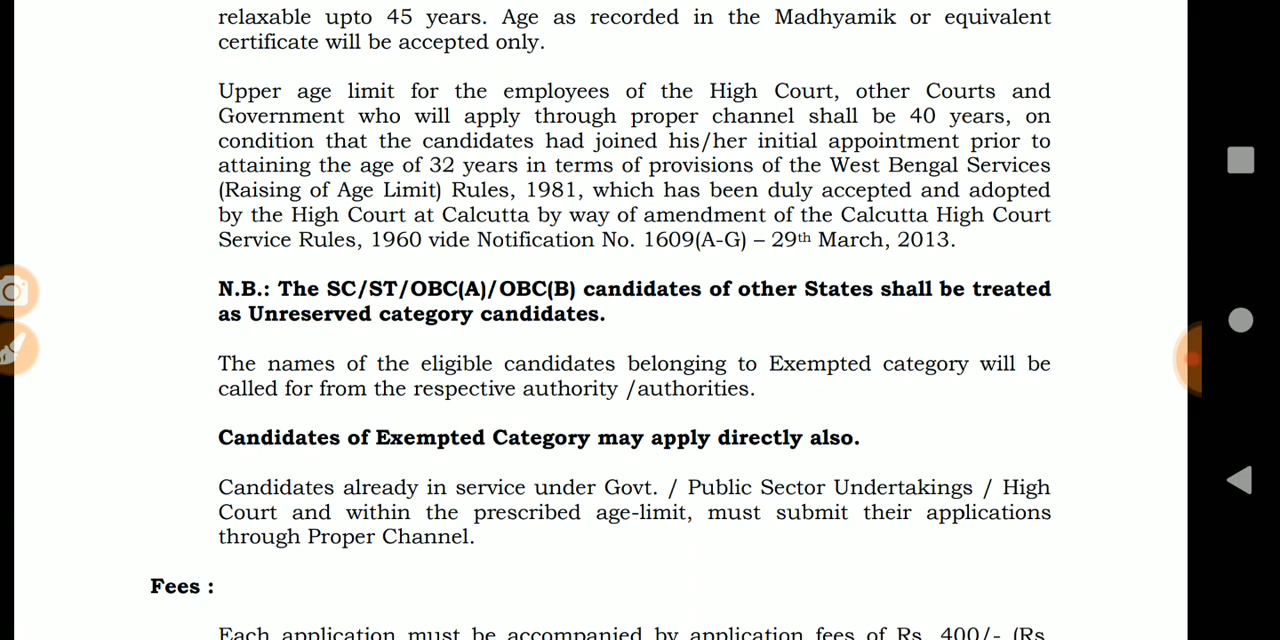 relaxable upto 45 years. Age as recorded in the Madhyamik or equivalent
certificate will be accepted only.
Upper age limit for the employees of the High Court, other Courts and
Government who will apply through proper channel shall be 40 years, on
condition that the candidates had joined his/her initial appointment prior to
attaining the age of 32 years in terms of provisions of the West Bengal Services
(Raising of Age Limit) Rules, 1981, which has been duly accepted and adopted
by the High Court at Calcutta by way of amendment of the Calcutta High Court
Service Rules, 1960 vide Notification No. 1609(A-G) – 29th March, 2013.
N.B.: The SC/ST/OBC(A)/OBC(B) candidates of other States shall be treated
as Unreserved category candidates.
The names of the eligible candidates belonging to Exempted category will be
called for from the respective authority /authorities.
Candidates of Exempted Category may apply directly also.
Candidates already in service under Govt. / Public Sector Undertakings / High
Court and within the prescribed age-limit, must submit their applications
through Proper Channel.
Fees :
Each application must be accompanied by application fees of Rs. 400/- (Rs.